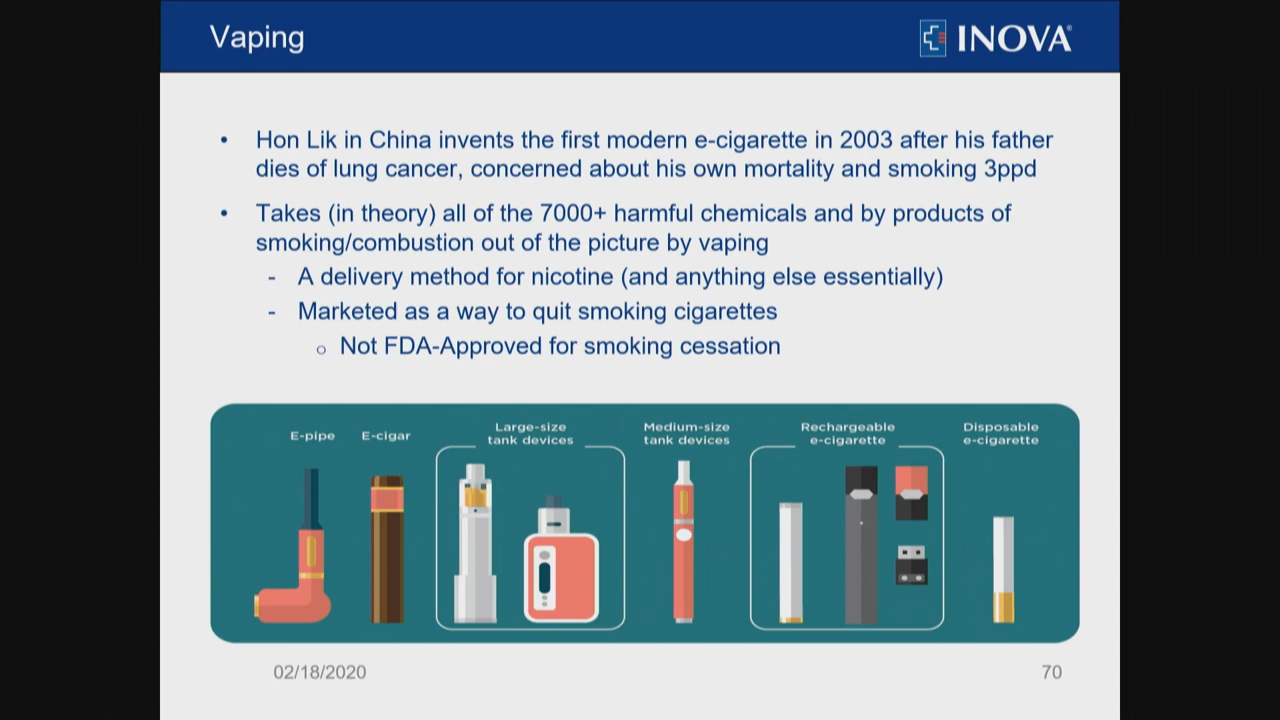 Vaping
INOVA®
• Hon Lik in China invents the first modern e-cigarette in 2003 after his father
dies of lung cancer, concerned about his own mortality and smoking 3ppd
• Takes (in theory) all of the 7000+ harmful chemicals and by products of
smoking/combustion out of the picture by vaping
- A delivery method for nicotine (and anything else essentially)
- Marketed as a way to quit smoking cigarettes
o Not FDA-Approved for smoking cessation
E-pipe
E-cigar
Large-size
tank devices
Medium-size
tank devices
Rechargeable
e-cigarette
Disposable
e-cigarette
02/18/2020
70